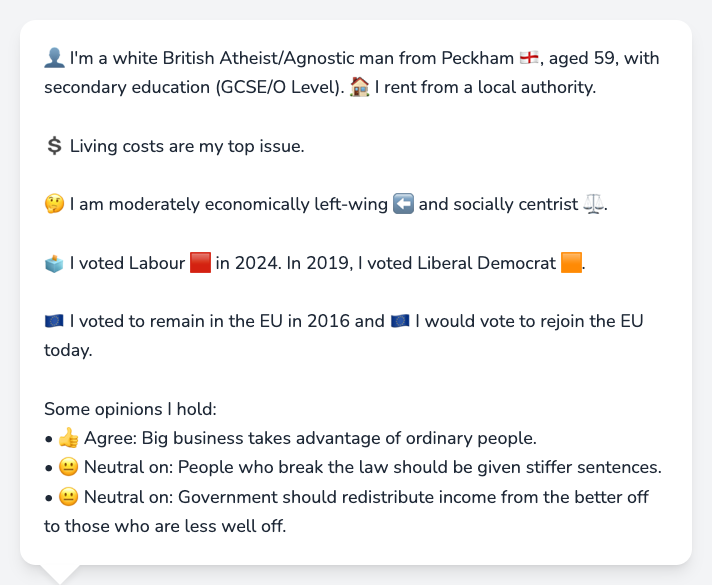 👤 I'm a white British Atheist/Agnostic man from Peckham 🏴󠁧󠁢󠁥󠁮󠁧󠁿, aged 59, with
secondary education (GCSE/O Level). 🏠 I rent from a local authority.
💲 Living costs are my top issue.
🤔 I am moderately economically left-wing ⬅️ and socially centrist ⚖️.
🗳️ I voted Labour 🟥 in 2024. In 2019, I voted Liberal Democrat 🟧.
🇪🇺 I voted to remain in the EU in 2016 and 🇪🇺 I would vote to rejoin the EU
today.
Some opinions I hold:
• 👍 Agree: Big business takes advantage of ordinary people.
• 😐 Neutral on: People who break the law should be given stiffer sentences.
• 😐 Neutral on: Government should redistribute income from the better off
to those who are less well off.